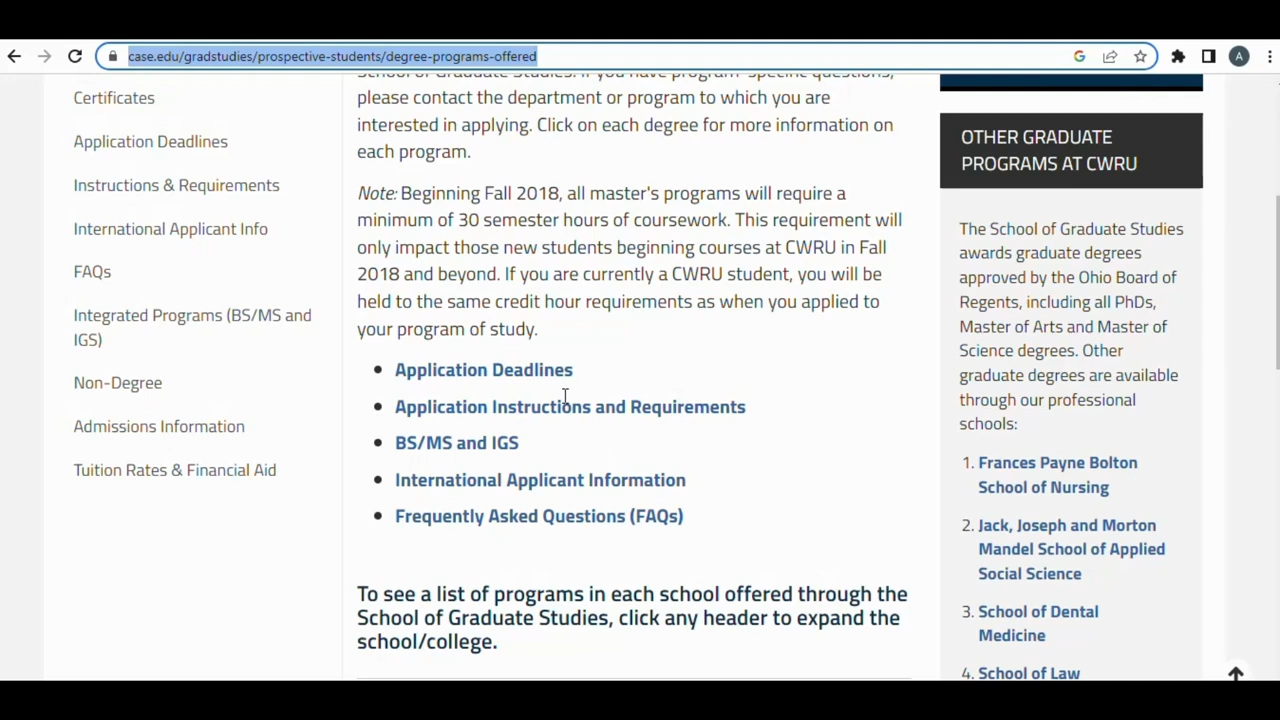 case.edu/gradstudies/prospective-students/degree-programs-offered
A
Certificates
Application Deadlines
Instructions & Requirements
International Applicant Info
FAQs
Integrated Programs (BS/MS and
IGS)
Non-Degree
Admissions Information
Tuition Rates & Financial Aid
School of Graduate Studies. If you have program-specific questions,
please contact the department or program to which you are
interested in applying. Click on each degree for more information on
each program.
Note: Beginning Fall 2018, all master's programs will require a
minimum of 30 semester hours of coursework. This requirement will
only impact those new students beginning courses at CWRU in Fall
2018 and beyond. If you are currently a CWRU student, you will be
held to the same credit hour requirements as when you applied to
your program of study.
Application Deadlines
Application Instructions and Requirements
BS/MS and IGS
International Applicant Information
Frequently Asked Questions (FAQs)
To see a list of programs in each school offered through the
School of Graduate Studies, click any header to expand the
school/college.
OTHER GRADUATE
PROGRAMS AT CWRU
The School of Graduate Studies
awards graduate degrees
approved by the Ohio Board of
Regents, including all PhDs,
Master of Arts and Master of
Science degrees. Other
graduate degrees are available
through our professional
schools:
1. Frances Payne Bolton
School of Nursing
2. Jack, Joseph and Morton
Mandel School of Applied
Social Science
3. School of Dental
Medicine
4. School of Law